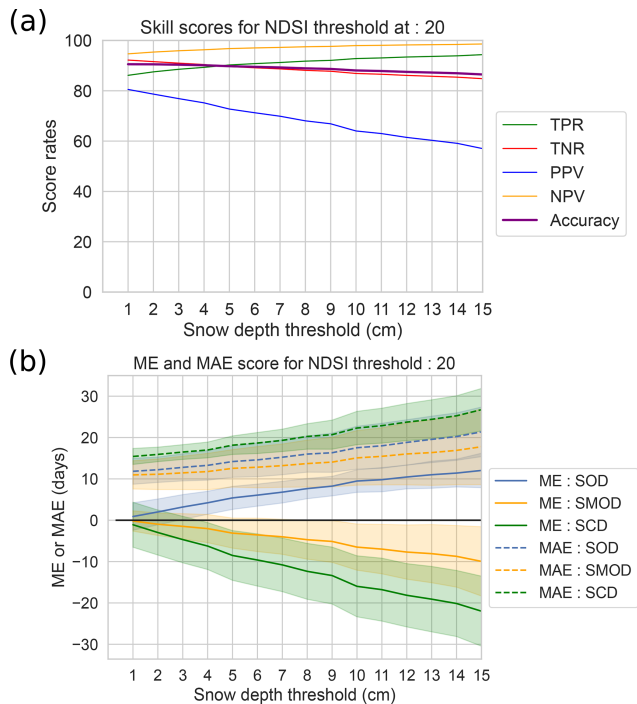 (a)
Skill scores for NDSI threshold at : 20
100
80
60
40
20
0
Score rates
1 2 3 4 5 6 7 8 9 10 11 12 13 14 15
Snow depth threshold (cm)
TPR
TNR
PPV
NPV
Accuracy
(b)
ME and MAE score for NDSI threshold : 20
30
20
10
0
−10
−20
−30
ME or MAE (days)
1 2 3 4 5 6 7 8 9 10 11 12 13 14 15
Snow depth threshold (cm)
ME : SOD
ME : SMOD
ME : SCD
MAE : SOD
MAE : SMOD
MAE : SCD